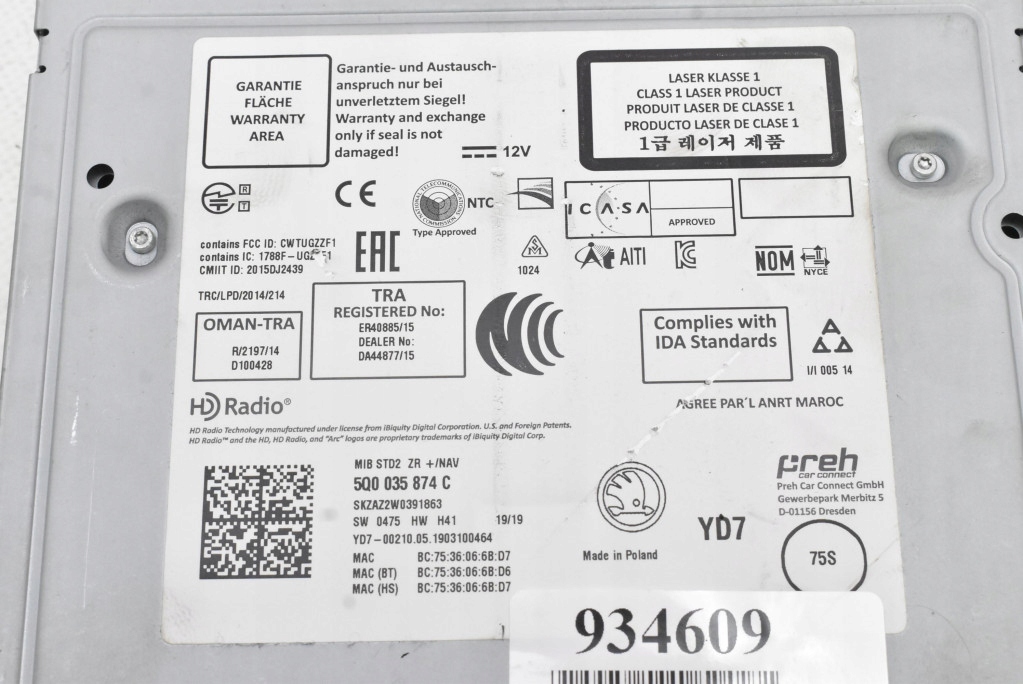 GARANTIE
FLÄCHE
WARRANTY
AREA
Garantie- und Austausch-
anspruch nur bei
unverletztem Siegel!
Warranty and exchange
only if seal is not
damaged!
12V
LASER KLASSE 1
CLASS 1 LASER PRODUCT
PRODUIT LASER DE CLASSE 1
PRODUCTO LASER DE CLASE 1
1급 레이저 제품
R
T
CE
NTC
Type Approved
ICASA
APPROVED
contains FCC ID: CWTUGZZF1
contains IC: 1788F-
CMIIT ID: 2015DJ2439
EAC
1024
AITI
NOM
NYCE
TRC/LPD/2014/214
OMAN-TRA
R/2197/14
D100428
TRA
REGISTERED No:
ER40885/15
DEALER No:
DA44877/15
Complies with
IDA Standards
I/I 005 14
AGREE PAR´L ANRT MAROC
HD Radio®
HD Radio Technology manufactured under license from iBiquity Digital Corporation. U.S. and Foreign Patents.
HD Radio™ and the HD, HD Radio, and "Arc" logos are proprietary trademarks of iBiquity Digital Corp.
MIB STD2 ZR +/NAV
5Q0 035 874 C
SKZAZ2W0391863
SW 0475 HW H41 19/19
YD7-00210.05.1903100464
MAC BC:75:36:06:6B:D7
MAC (BT) BC:75:36:06:6B:D6
MAC (HS) BC:75:36:06:6B:D7
Made in Poland
YD7
preh
car connect
Preh Car Connect GmbH
Gewerbepark Merbitz 5
D-01156 Dresden
75S
934609